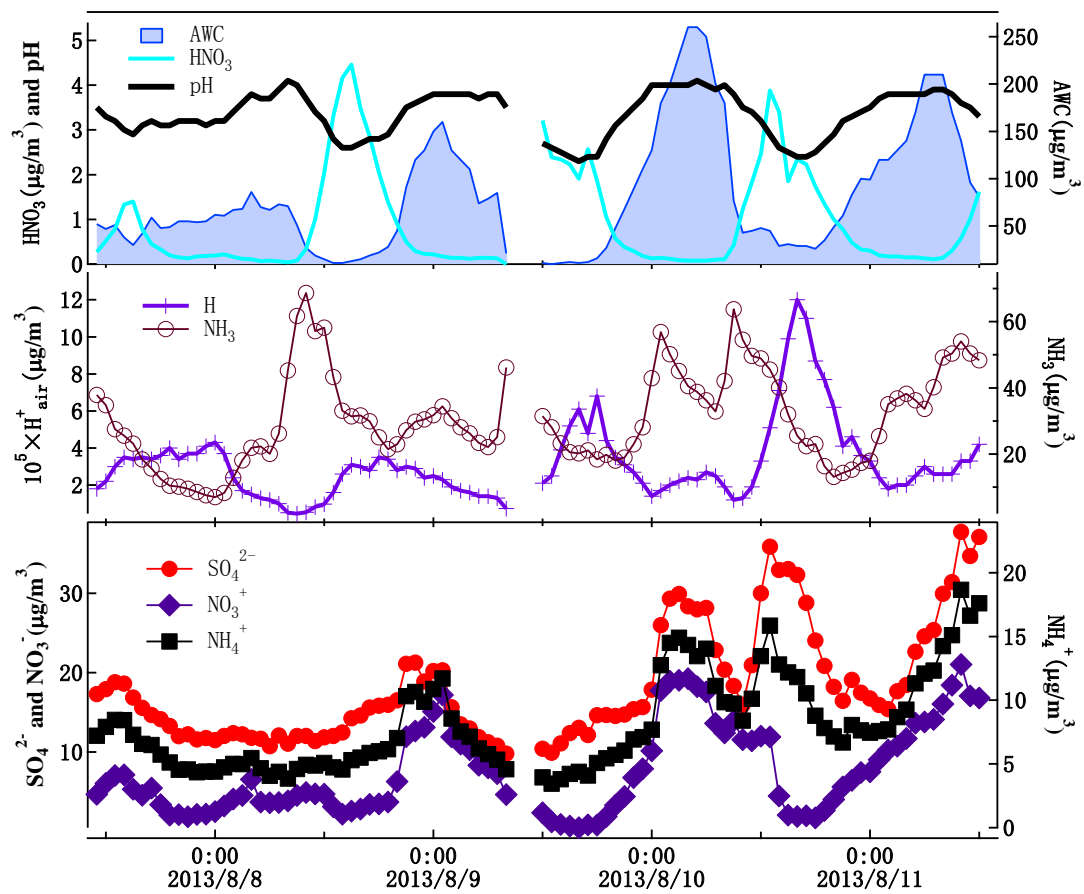 HNO3 (μg/m3) and pH
5
4
3
2
1
0
AWC
HNO3
pH
250
200
150
100
50
AWC (μg/m3)
10^5×H+air (μg/m3)
12
10
8
6
4
2
H
NH3
60
40
20
NH3 (μg/m3)
SO4^2- and NO3^- (μg/m3)
30
20
10
SO4^2-
NO3^+
NH4^+
20
15
10
5
0
NH4^+ (μg/m3)
0:00 0:00 0:00 0:00
2013/8/8 2013/8/9 2013/8/10 2013/8/11